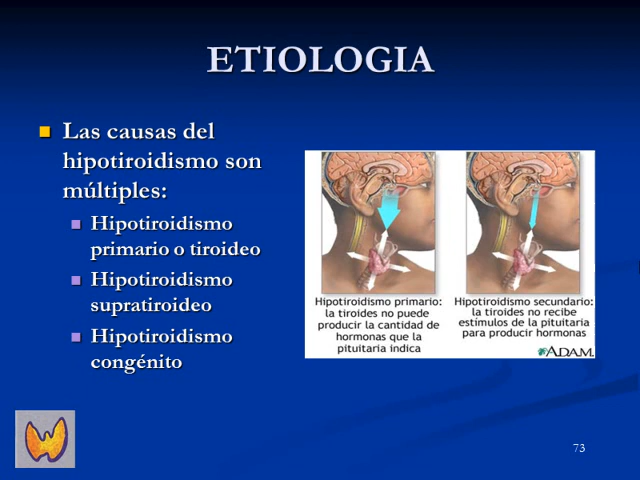 ETIOLOGIA
Las causas del
hipotiroidismo son
múltiples:
Hipotiroidismo
primario o tiroideo
Hipotiroidismo
supratiroideo
Hipotiroidismo
congénito
Hipotiroidismo primario:
la tiroides no puede
producir la cantidad de
hormonas que la
pituitaria indica
Hipotiroidismo secundario:
la tiroides no recibe
estímulos de la pituitaria
para producir hormonas
ADAM.
73